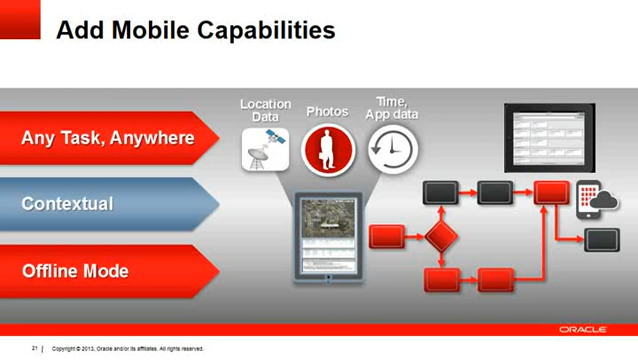 Add Mobile Capabilities
Location
Data
Photos
Time,
App data
Any Task, Anywhere
Contextual
Offline Mode
ORACLE
21 | Copyright © 2013, Oracle and/or its affiliates. All rights reserved.